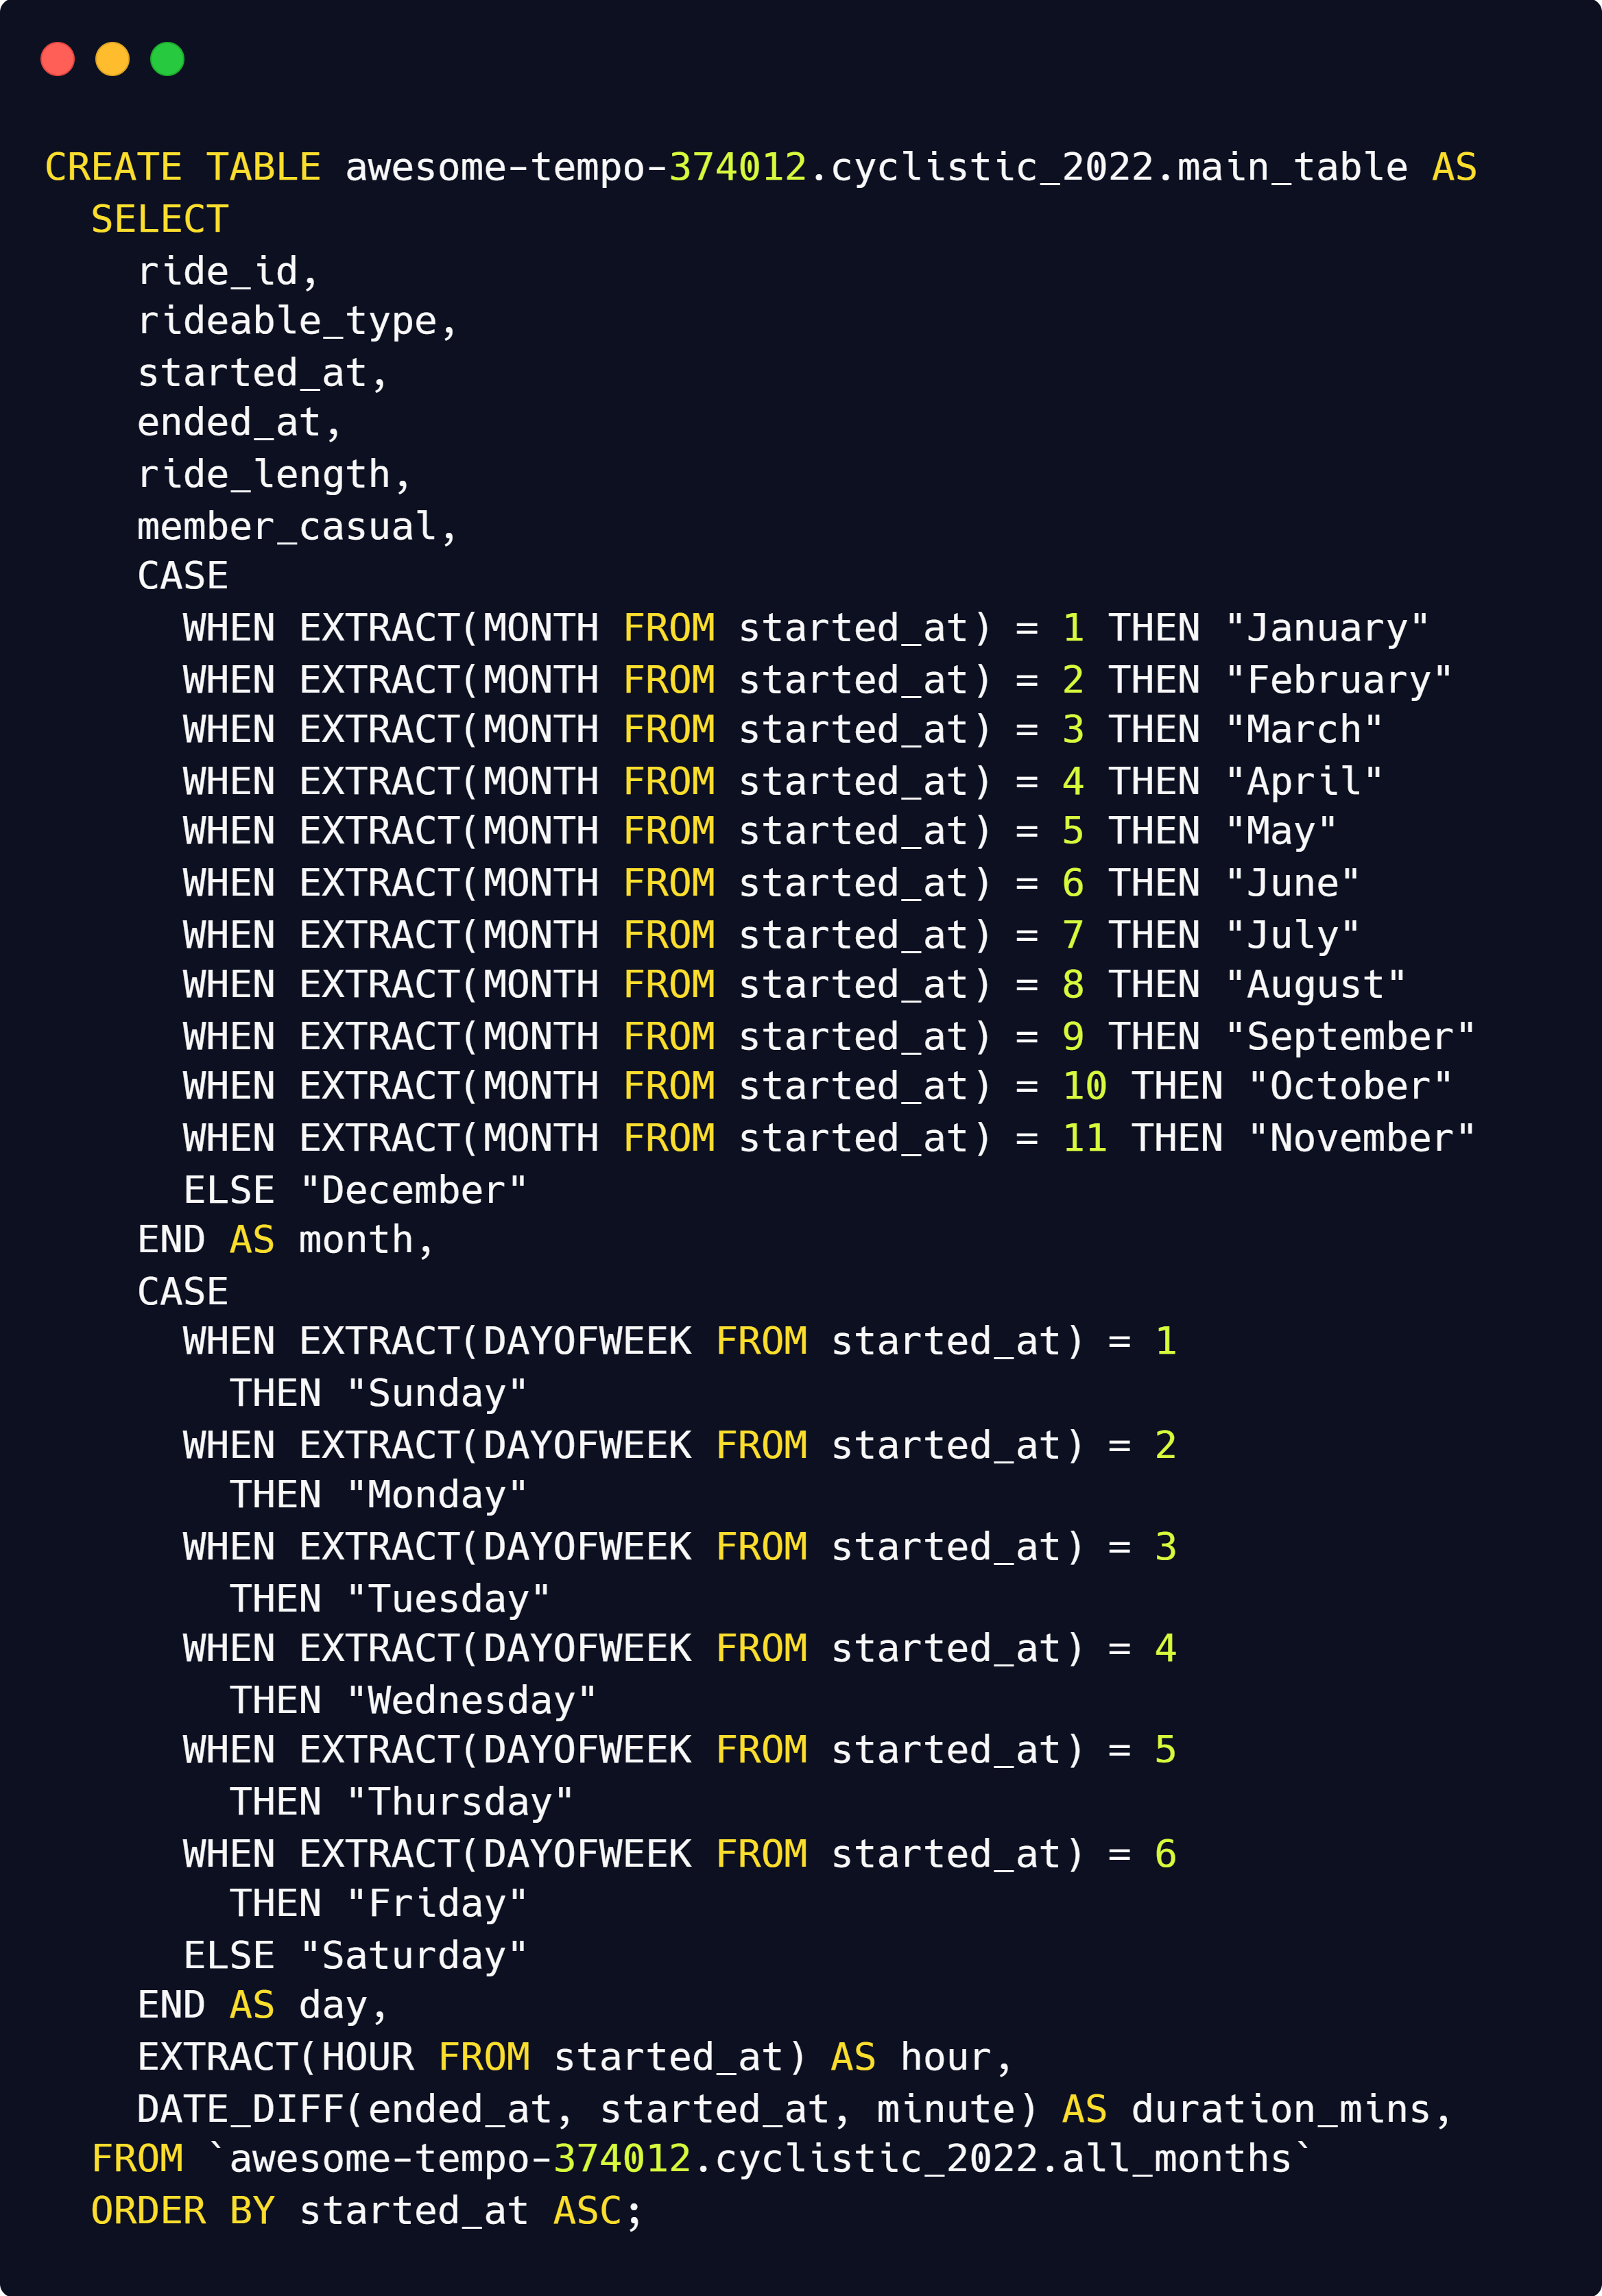 CREATE TABLE awesome-tempo-374012.cyclistic_2022.main_table AS
  SELECT
    ride_id,
    rideable_type,
    started_at,
    ended_at,
    ride_length,
    member_casual,
    CASE
      WHEN EXTRACT(MONTH FROM started_at) = 1 THEN "January"
      WHEN EXTRACT(MONTH FROM started_at) = 2 THEN "February"
      WHEN EXTRACT(MONTH FROM started_at) = 3 THEN "March"
      WHEN EXTRACT(MONTH FROM started_at) = 4 THEN "April"
      WHEN EXTRACT(MONTH FROM started_at) = 5 THEN "May"
      WHEN EXTRACT(MONTH FROM started_at) = 6 THEN "June"
      WHEN EXTRACT(MONTH FROM started_at) = 7 THEN "July"
      WHEN EXTRACT(MONTH FROM started_at) = 8 THEN "August"
      WHEN EXTRACT(MONTH FROM started_at) = 9 THEN "September"
      WHEN EXTRACT(MONTH FROM started_at) = 10 THEN "October"
      WHEN EXTRACT(MONTH FROM started_at) = 11 THEN "November"
      ELSE "December"
    END AS month,
    CASE
      WHEN EXTRACT(DAYOFWEEK FROM started_at) = 1
        THEN "Sunday"
      WHEN EXTRACT(DAYOFWEEK FROM started_at) = 2
        THEN "Monday"
      WHEN EXTRACT(DAYOFWEEK FROM started_at) = 3
        THEN "Tuesday"
      WHEN EXTRACT(DAYOFWEEK FROM started_at) = 4
        THEN "Wednesday"
      WHEN EXTRACT(DAYOFWEEK FROM started_at) = 5
        THEN "Thursday"
      WHEN EXTRACT(DAYOFWEEK FROM started_at) = 6
        THEN "Friday"
      ELSE "Saturday"
    END AS day,
    EXTRACT(HOUR FROM started_at) AS hour,
    DATE_DIFF(ended_at, started_at, minute) AS duration_mins,
  FROM `awesome-tempo-374012.cyclistic_2022.all_months`
  ORDER BY started_at ASC;